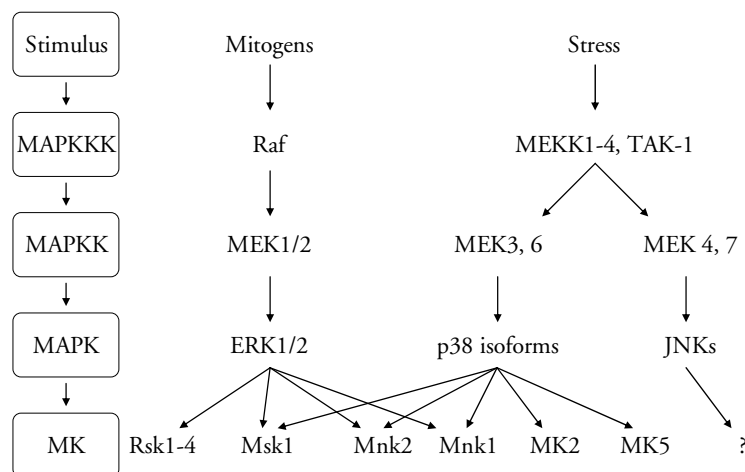 Stimulus Mitogens Stress
MAPKKK Raf MEKK1-4, TAK-1
MAPKK MEK1/2 MEK3, 6 MEK 4, 7
MAPK ERK1/2 p38 isoforms JNKs
MK Rsk1-4 Msk1 Mnk2 Mnk1 MK2 MK5 ?